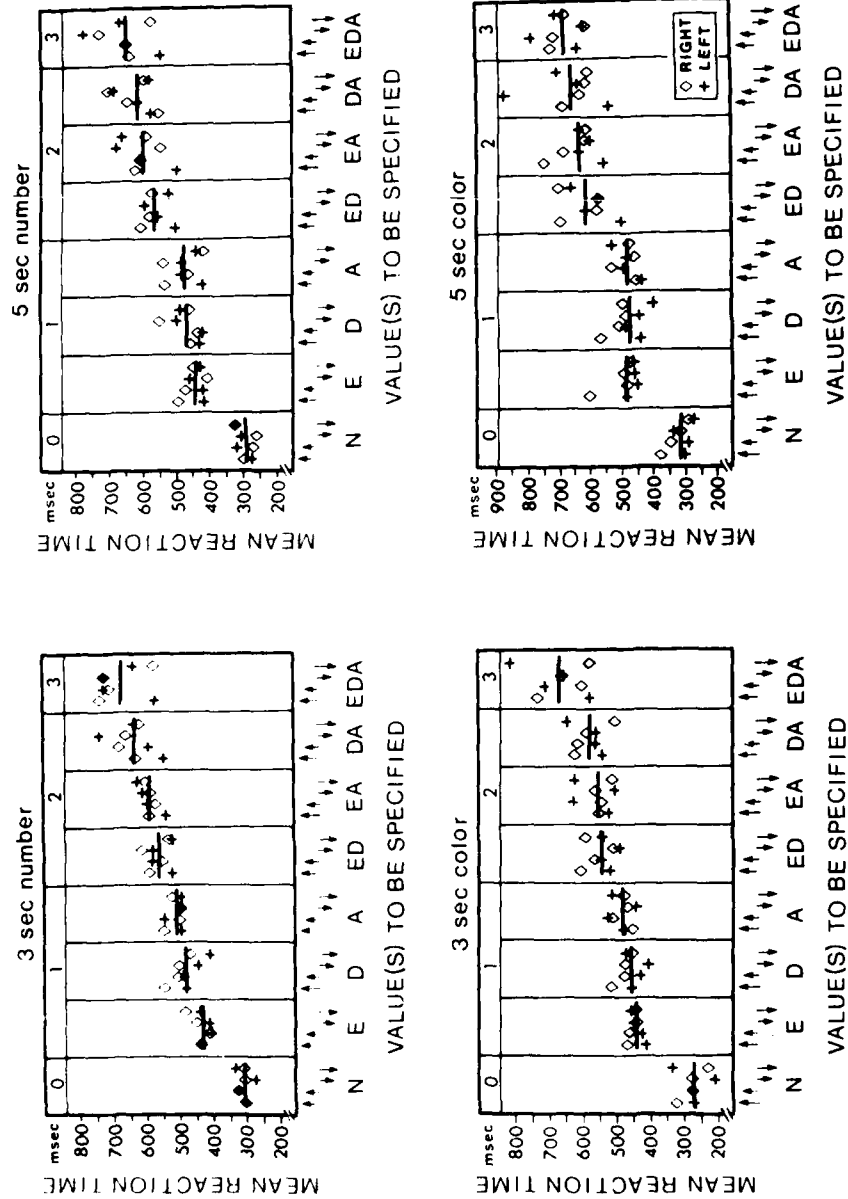 3 sec number
msec
0 1 2 3
800
700
600
500
400
300
200
MEAN REACTION TIME
N E D A ED EA DA EDA
VALUE(S) TO BE SPECIFIED
5 sec number
msec
0 1 2 3
800
700
600
500
400
300
200
MEAN REACTION TIME
N E D A ED EA DA EDA
VALUE(S) TO BE SPECIFIED
3 sec color
msec
0 1 2 3
800
700
600
500
400
300
200
MEAN REACTION TIME
N E D A ED EA DA EDA
VALUE(S) TO BE SPECIFIED
5 sec color
msec
0 1 2 3
900
800
700
600
500
400
300
200
MEAN REACTION TIME
◇ RIGHT
+ LEFT
N E D A ED EA DA EDA
VALUE(S) TO BE SPECIFIED